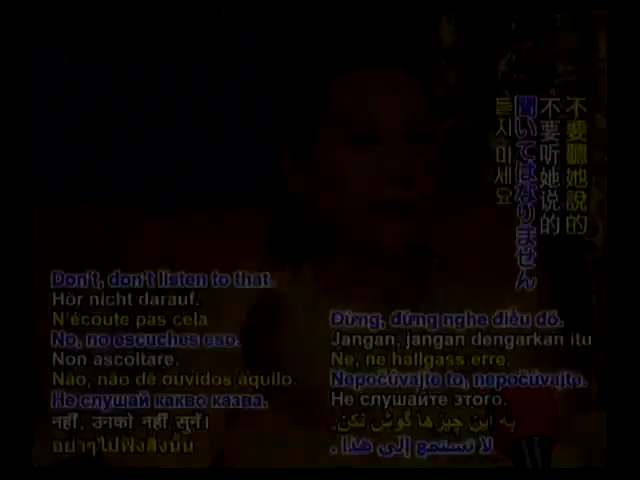 不要聽她說的
不要听她说的
聞いてはなりません
듣지 마세요
Don't, don't listen to that
Hör nicht darauf.
N'écoute pas cela
No, no escuches eso.
Non ascoltare.
Não, não dê ouvidos àquilo.
Не слушай какво казва.
नहीं, उनको नहीं सुनें।
อย่าๆไปฟังสิ่งนั้น
Đừng, đừng nghe điều đó.
Jangan, jangan dengarkan itu
Ne, ne hallgass erre.
Nepočúvajte to, nepočúvajte.
Не слушайте этого.
به این چیزها گوش نکن.
لا تستمع إلى هذا .